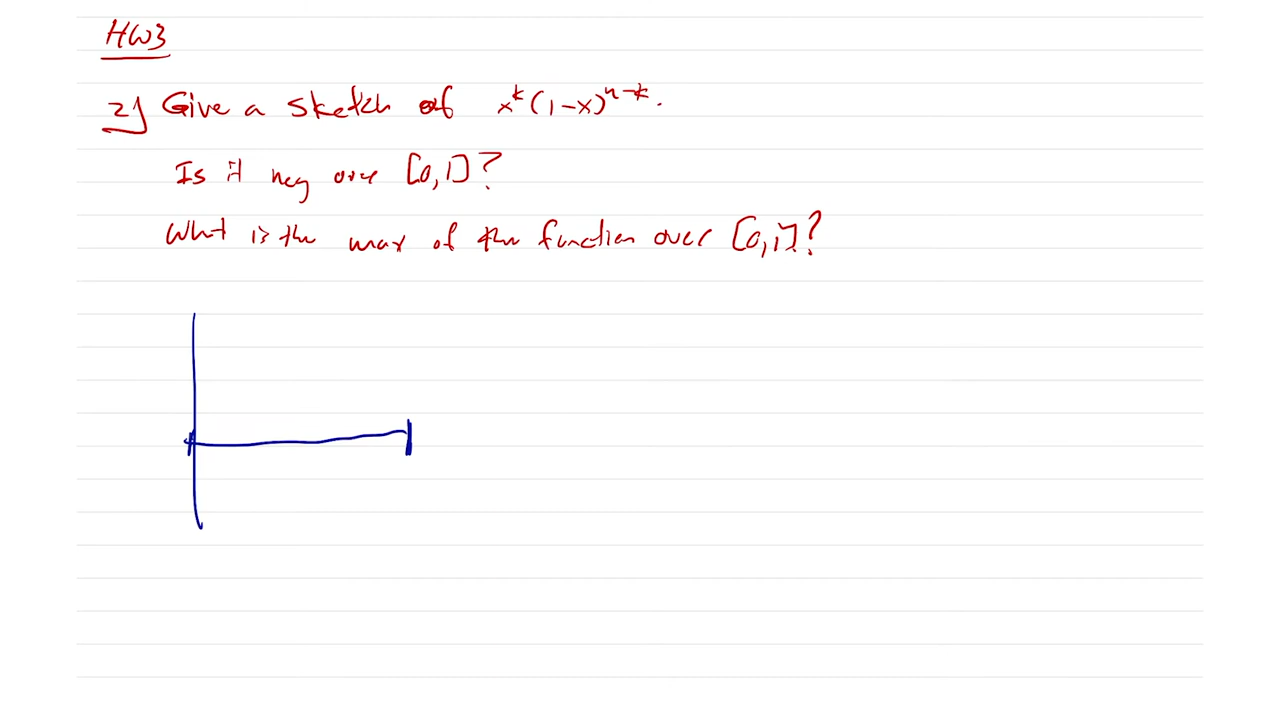 HW3
2) Give a sketch of x^k(1-x)^{n-k}.
Is it neg over [0,1]?
What is the max of the function over [0,1]?